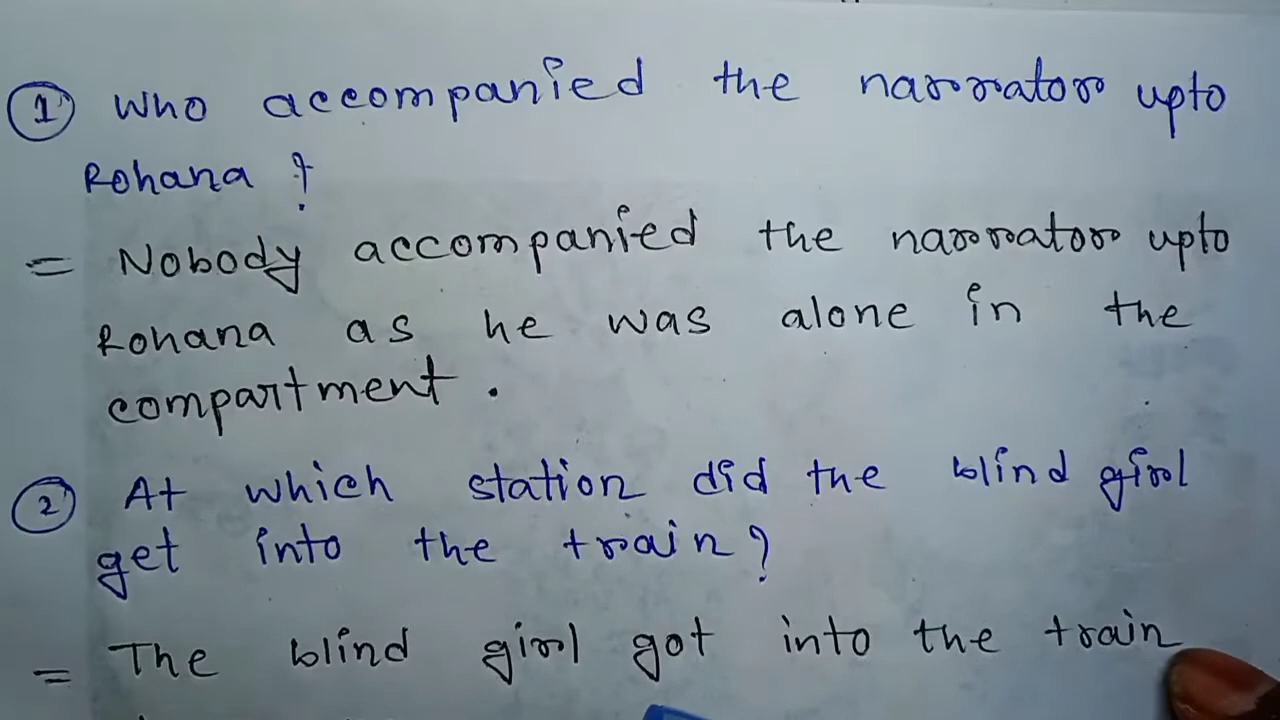 1 Who accompanied the narrator upto
Rohana ?
= Nobody accompanied the narrator upto
Rohana as he was alone in the
compartment .
2 At which station did the blind girl
get into the train?
= The blind girl got into the train